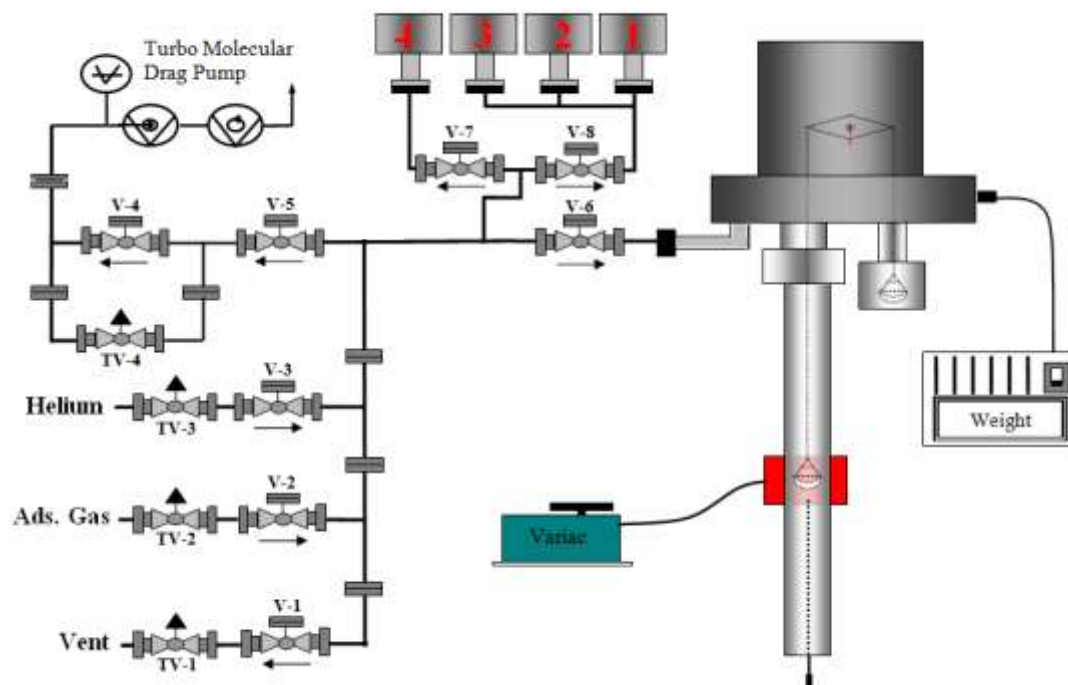 Turbo Molecular
Drag Pump
4
3
2
1
V-7
V-8
V-4
V-5
V-6
TV-4
V-3
Helium
TV-3
Weight
V-2
Ads. Gas
TV-2
Variac
V-1
Vent
TV-1